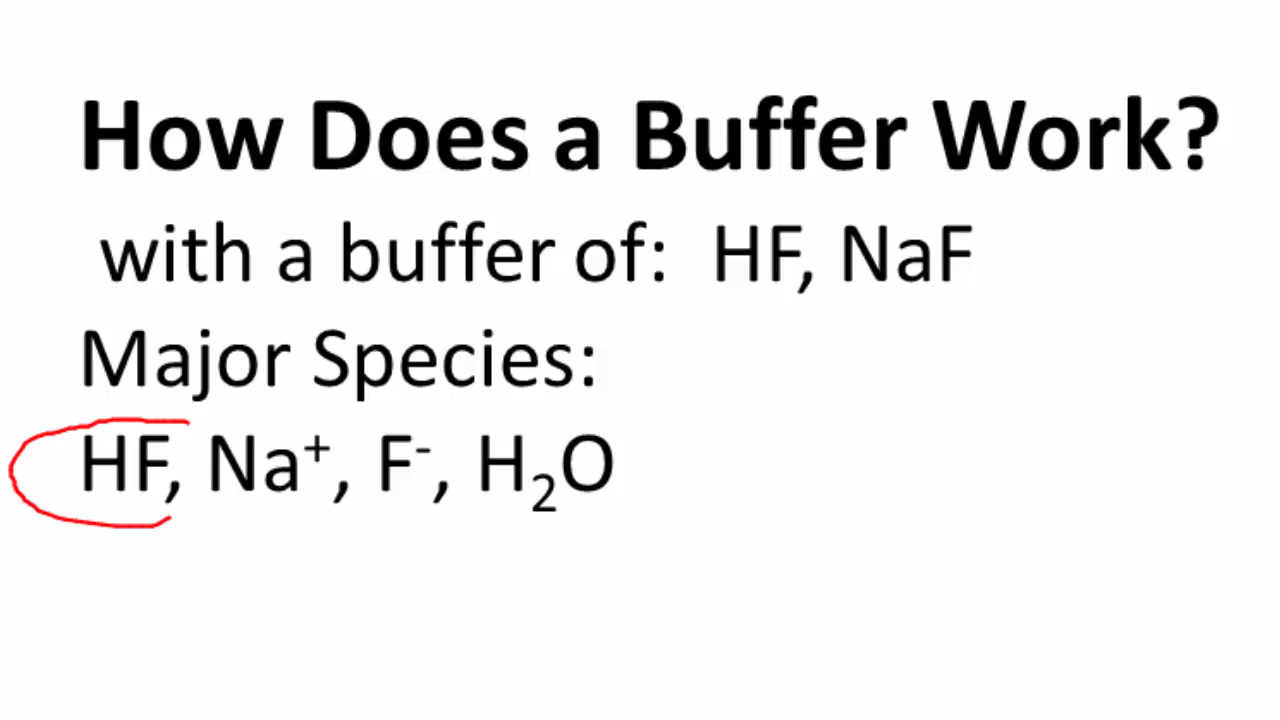 How Does a Buffer Work?
with a buffer of: HF, NaF
Major Species:
HF, Na⁺, F⁻, H₂O